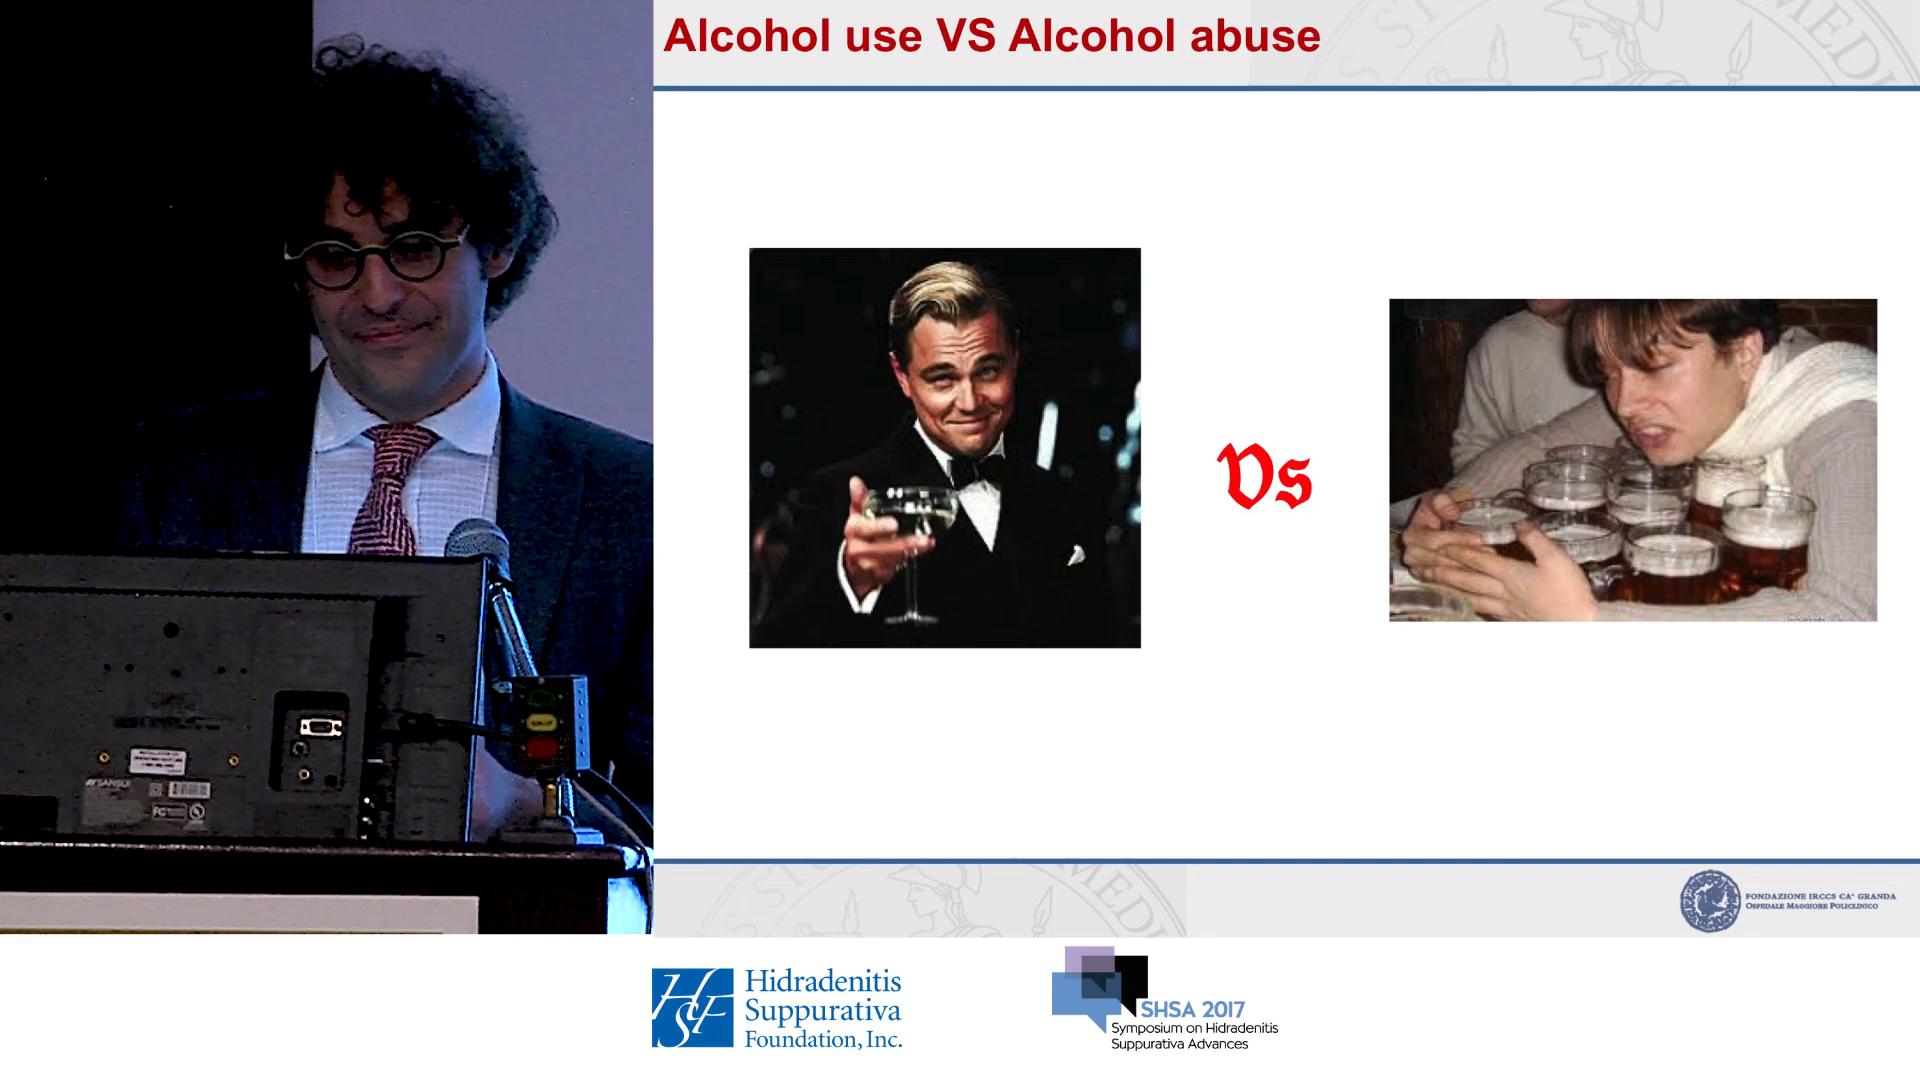 Alcohol use VS Alcohol abuse
Vs
FONDAZIONE IRCCS CA' GRANDA
OSPEDALE MAGGIORE POLICLINICO
Hidradenitis
Suppurativa
Foundation, Inc.
SHSA 2017
Symposium on Hidradenitis
Suppurativa Advances